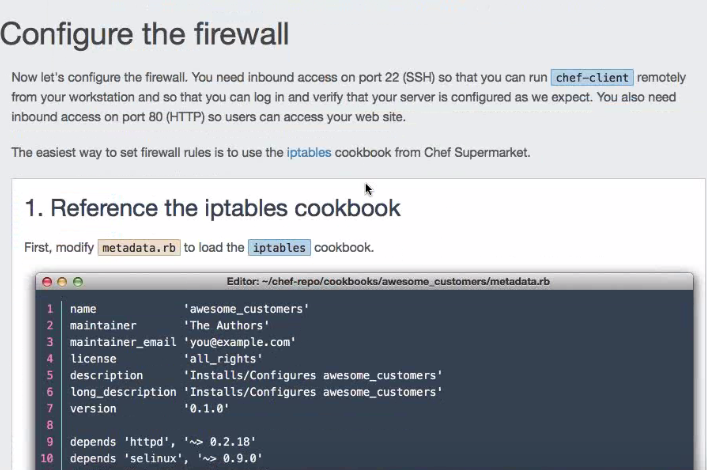 Configure the firewall
Now let's configure the firewall. You need inbound access on port 22 (SSH) so that you can run chef-client remotely
from your workstation and so that you can log in and verify that your server is configured as we expect. You also need
inbound access on port 80 (HTTP) so users can access your web site.
The easiest way to set firewall rules is to use the iptables cookbook from Chef Supermarket.
1. Reference the iptables cookbook
First, modify metadata.rb to load the iptables cookbook.
Editor: ~/chef-repo/cookbooks/awesome_customers/metadata.rb
1 name 'awesome_customers'
2 maintainer 'The Authors'
3 maintainer_email 'you@example.com'
4 license 'all_rights'
5 description 'Installs/Configures awesome_customers'
6 long_description 'Installs/Configures awesome_customers'
7 version '0.1.0'
8
9 depends 'httpd', '~> 0.2.18'
10 depends 'selinux', '~> 0.9.0'